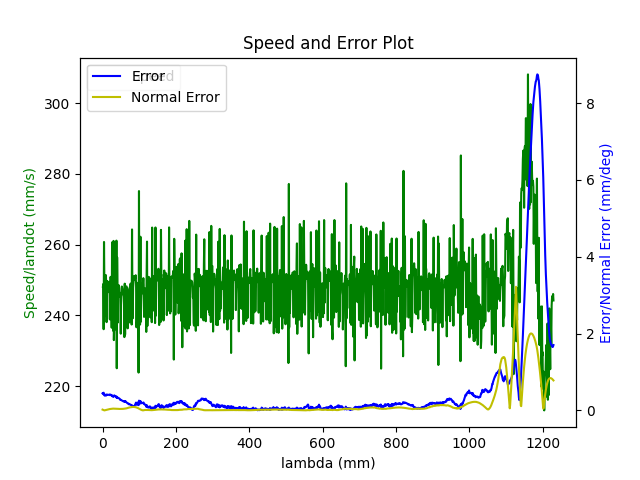 Speed and Error Plot
Error
Normal Error
300
280
260
240
220
8
6
4
2
0
Speed/lamdot (mm/s)
Error/Normal Error (mm/deg)
0 200 400 600 800 1000 1200
lambda (mm)